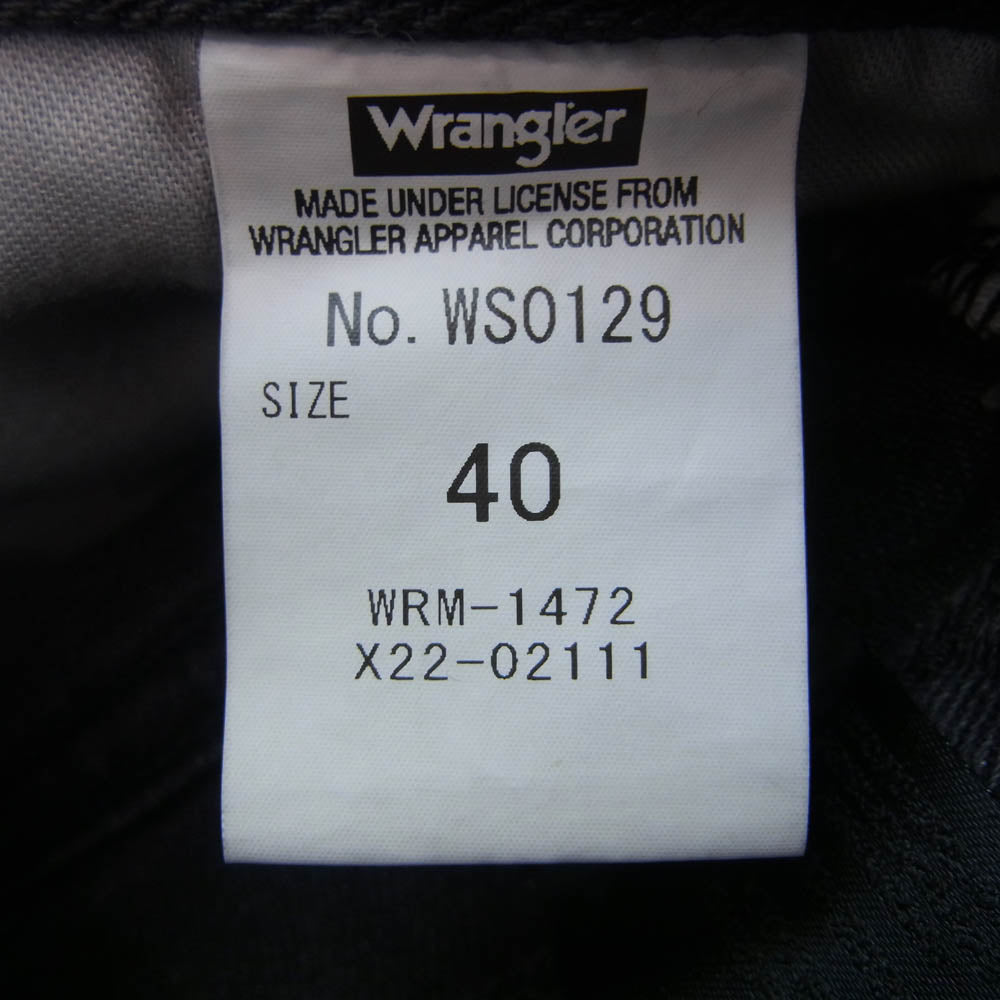 Wrangler
MADE UNDER LICENSE FROM
WRANGLER APPAREL CORPORATION
No. WS0129
SIZE
40
WRM-1472
X22-02111